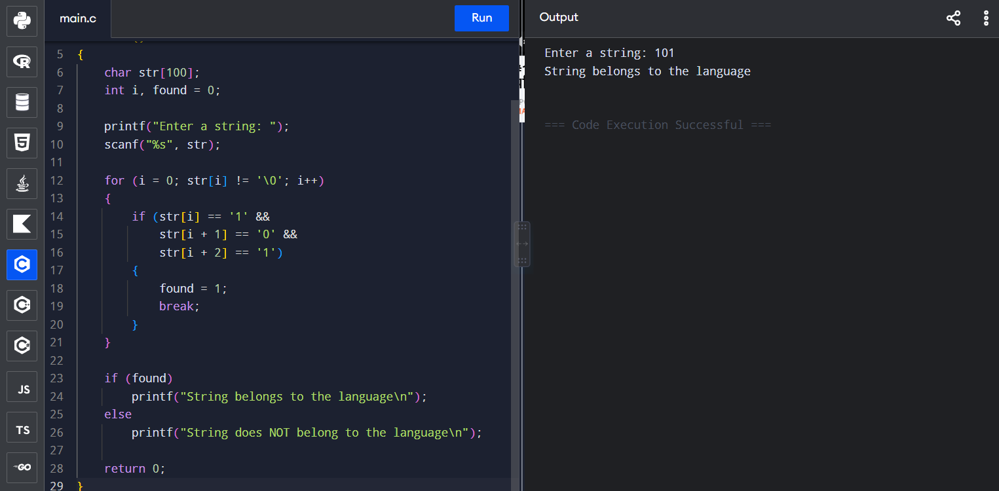 main.c
Run
Output
5 {
6     char str[100];
7     int i, found = 0;
8
9     printf("Enter a string: ");
10     scanf("%s", str);
11
12     for (i = 0; str[i] != '\0'; i++)
13     {
14         if (str[i] == '1' &&
15             str[i + 1] == '0' &&
16             str[i + 2] == '1')
17         {
18             found = 1;
19             break;
20         }
21     }
22
23     if (found)
24         printf("String belongs to the language\n");
25     else
26         printf("String does NOT belong to the language\n");
27
28     return 0;
29 }
Enter a string: 101
String belongs to the language
=== Code Execution Successful ===
R
5
C
C
C#
JS
TS
GO